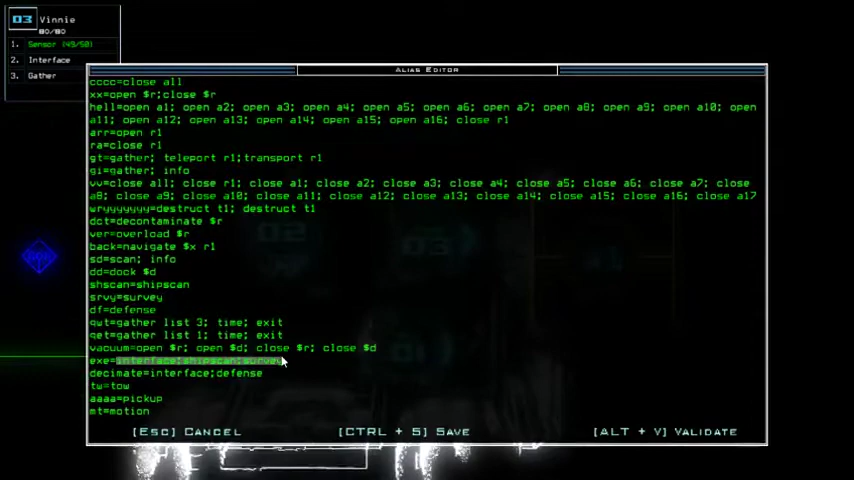 03 Vinnie
80/80
1. Sensor (49/50)
2. Interface
3. Gather
Alias Editor
cccc=close all
xx=open $r;close $r
hell=open a1; open a2; open a3; open a4; open a5; open a6; open a7; open a8; open a9; open a10; open
a11; open a12; open a13; open a14; open a15; open a16; close r1
arr=open r1
ra=close r1
gt=gather; teleport r1;transport r1
gi=gather; info
vv=close all; close r1; close a1; close a2; close a3; close a4; close a5; close a6; close a7; close
a8; close a9; close a10; close a11; close a12; close a13; close a14; close a15; close a16; close a17
wryyyyyy=destruct t1; destruct t1
dct=decontaminate $r
ver=overload $r
back=navigate $x r1
sd=scan; info
dd=dock $d
sh=shipscan
srvy=survey
df=defense
qwt=gather list 3; time; exit
qet=gather list 1; time; exit
vacuum=open $r; open $d; close $r; close $d
exe=interface;shipscan;survey
decimate=interface;defense
tw=tow
aaaa=pickup
mt=motion
[Esc] Cancel
[CTRL + S] Save
[ALT + V] Validate